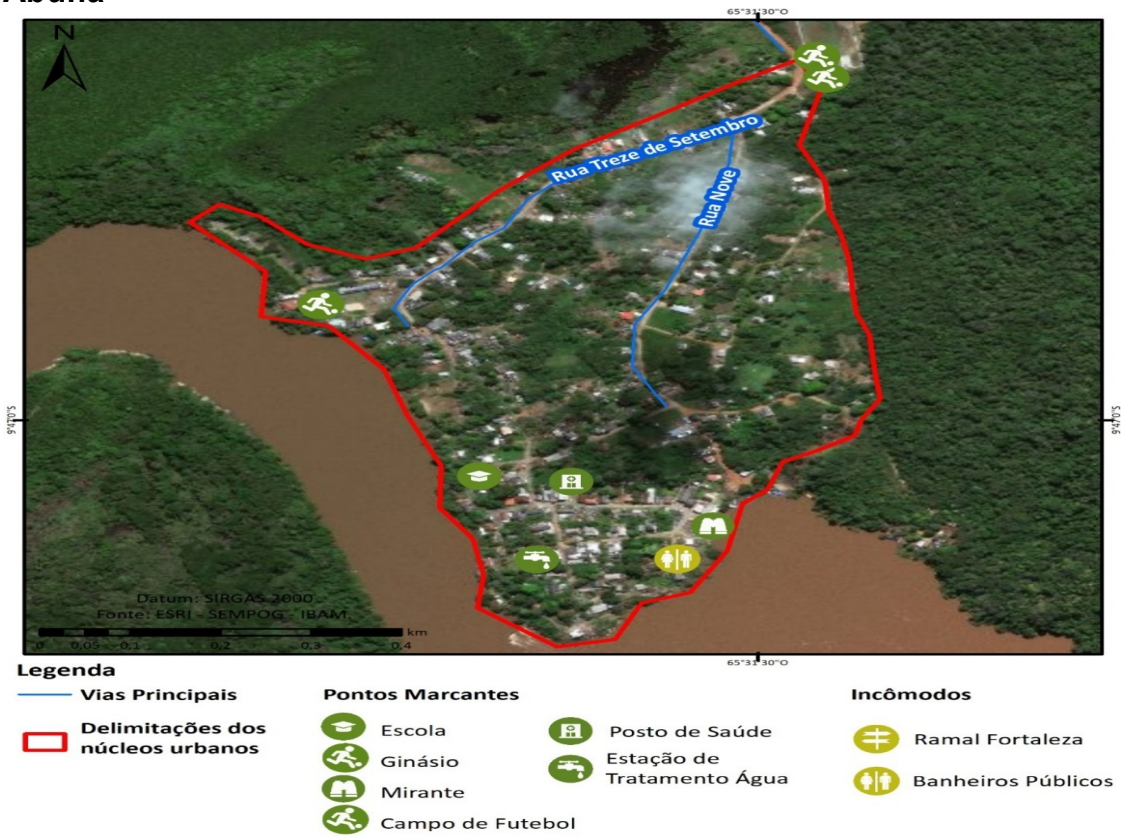 Abunã
65°31'30"O
N
Rua Treze de Setembro
Rua Nove
9°47'0"S
9°47'0"S
Datum: SIRGAS 2000
Fonte: ESRI - SEMPOG - IBAM
km
0 0,05 0,1 0,2 0,3 0,4
65°31'30"O
Legenda
Vias Principais
Delimitações dos
núcleos urbanos
Pontos Marcantes
Escola
Ginásio
Mirante
Campo de Futebol
Posto de Saúde
Estação de
Tratamento Água
Incômodos
Ramal Fortaleza
Banheiros Públicos